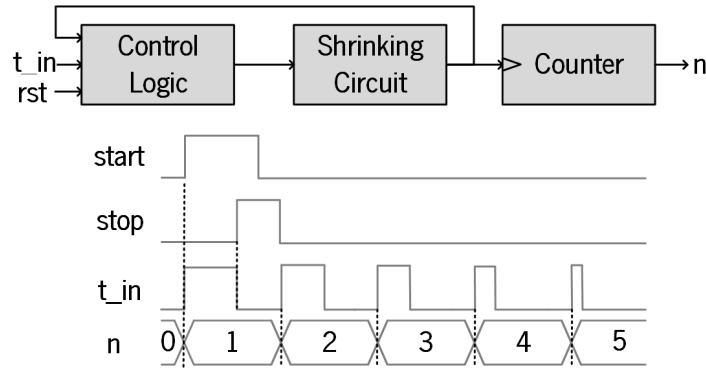 Control
Logic
Shrinking
Circuit
Counter
t_in
rst
n
start
stop
t_in
n 0 1 2 3 4 5